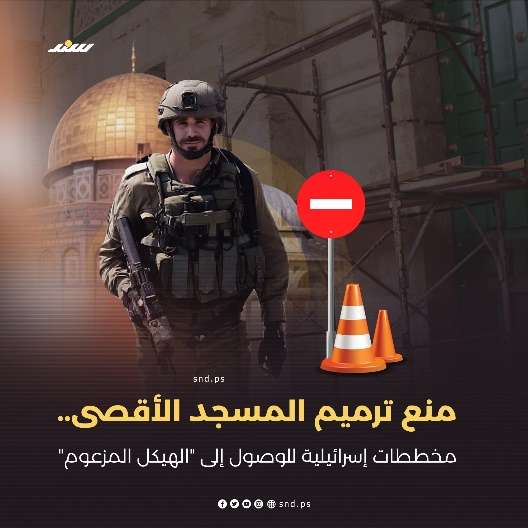 سند
snd.ps
منع ترميم المسجد الأقصى..
مخططات إسرائيلية للوصول إلى "الهيكل المزعوم"
snd.ps